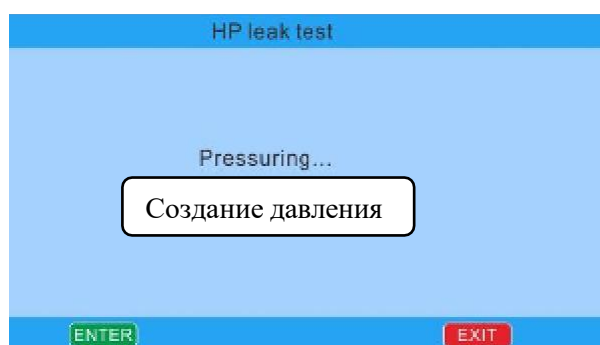 HP leak test
Pressuring...
Создание давления
ENTER EXIT